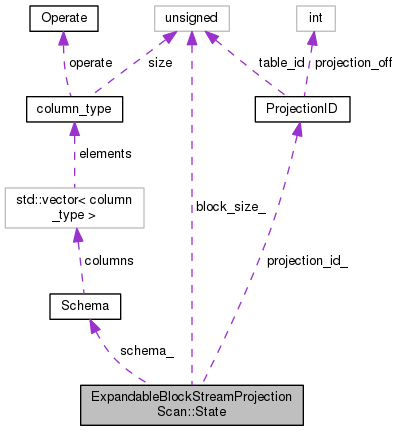 Operate
unsigned
int
operate
size
table_id
projection_off
column_type
ProjectionID
elements
std::vector< column
_type >
block_size_
columns
projection_id_
Schema
schema_
ExpandableBlockStreamProjection
Scan::State